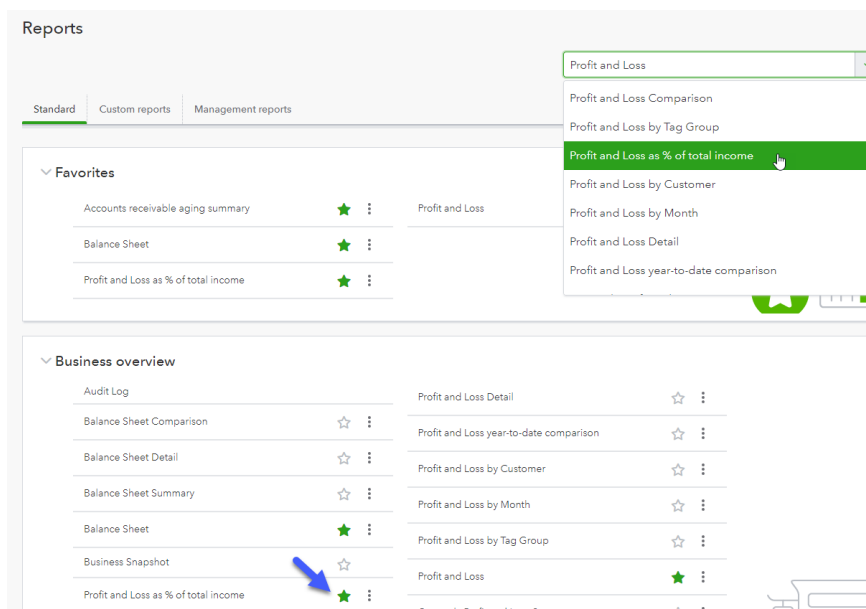 Reports
Profit and Loss
Standard
Custom reports
Management reports
Profit and Loss Comparison
Profit and Loss by Tag Group
Profit and Loss as % of total income
Profit and Loss by Customer
Profit and Loss by Month
Profit and Loss Detail
Profit and Loss year-to-date comparison
Favorites
Accounts receivable aging summary
Balance Sheet
Profit and Loss as % of total income
Profit and Loss
Business overview
Audit Log
Balance Sheet Comparison
Balance Sheet Detail
Balance Sheet Summary
Balance Sheet
Business Snapshot
Profit and Loss as % of total income
Profit and Loss Detail
Profit and Loss year-to-date comparison
Profit and Loss by Customer
Profit and Loss by Month
Profit and Loss by Tag Group
Profit and Loss